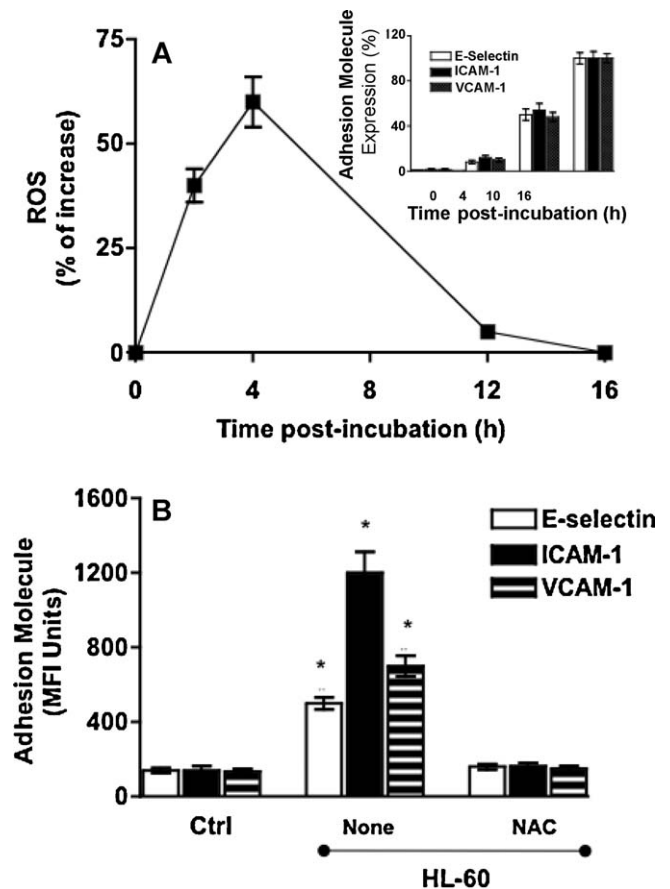 A
ROS
(% of increase)
75
50
25
0
0 4 8 12 16
Time post-incubation (h)
Adhesion Molecule
Expression (%)
120
80
40
0
E-Selectin
ICAM-1
VCAM-1
0 4 10 16
Time post-incubation (h)
B
Adhesion Molecule
(MFI Units)
1600
1200
800
400
0
E-selectin
ICAM-1
VCAM-1
* * *
Ctrl None NAC
HL-60